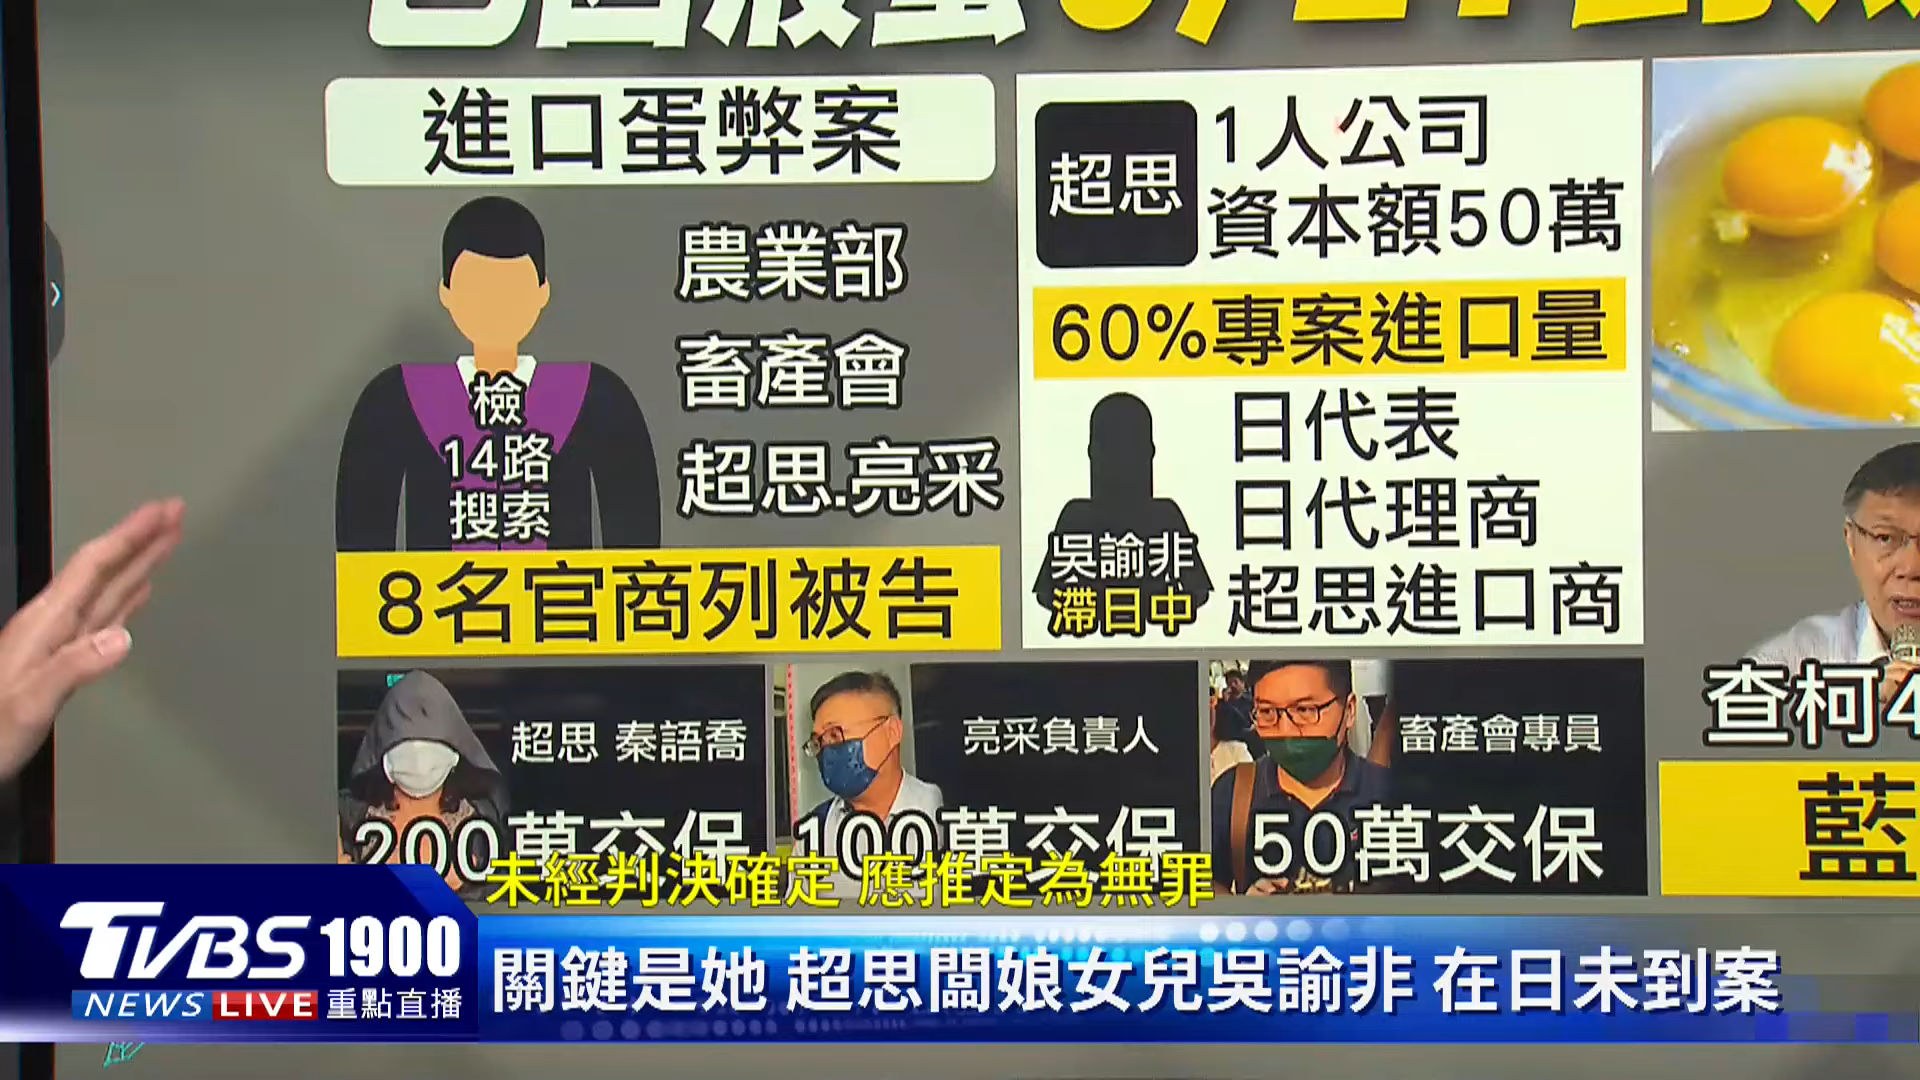 進口蛋弊案
檢
14路
搜索
農業部
畜產會
超思.亮采
8名官商列被告
超思
1人公司
資本額50萬
60%專案進口量
吳諭非
滯日中
日代表
日代理商
超思進口商
超思 秦語喬
200萬交保
亮采負責人
100萬交保
畜產會專員
50萬交保
查柯4
藍
未經判決確定 應推定為無罪
TVBS 1900
NEWS LIVE 重點直播
關鍵是她 超思闆娘女兒吳諭非 在日未到案